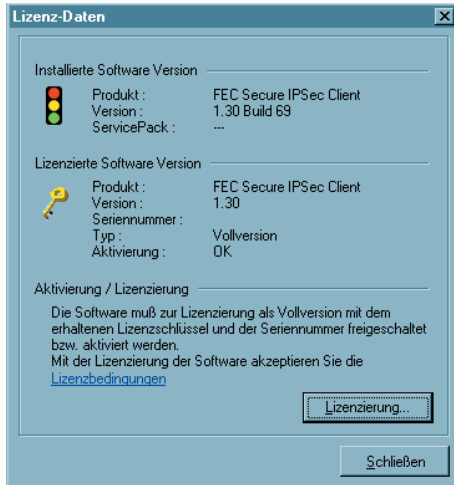 Lizenz-Daten
Installierte Software Version
Produkt : FEC Secure IPSec Client
Version : 1.30 Build 69
ServicePack : ---
Lizenzierte Software Version
Produkt : FEC Secure IPSec Client
Version : 1.30
Seriennummer :
Typ : Vollversion
Aktivierung : OK
Aktivierung / Lizenzierung
Die Software muß zur Lizenzierung als Vollversion mit dem
erhaltenen Lizenzschlüssel und der Seriennummer freigeschaltet
bzw. aktiviert werden.
Mit der Lizenzierung der Software akzeptieren Sie die
Lizenzbedingungen
Lizenzierung...
Schließen